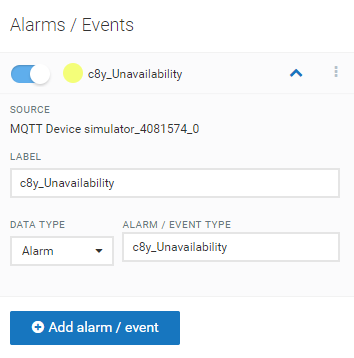 Alarms / Events
c8y_Unavailability
SOURCE
MQTT Device simulator_4081574_0
LABEL
c8y_Unavailability
DATA TYPE ALARM / EVENT TYPE
Alarm c8y_Unavailability
Add alarm / event